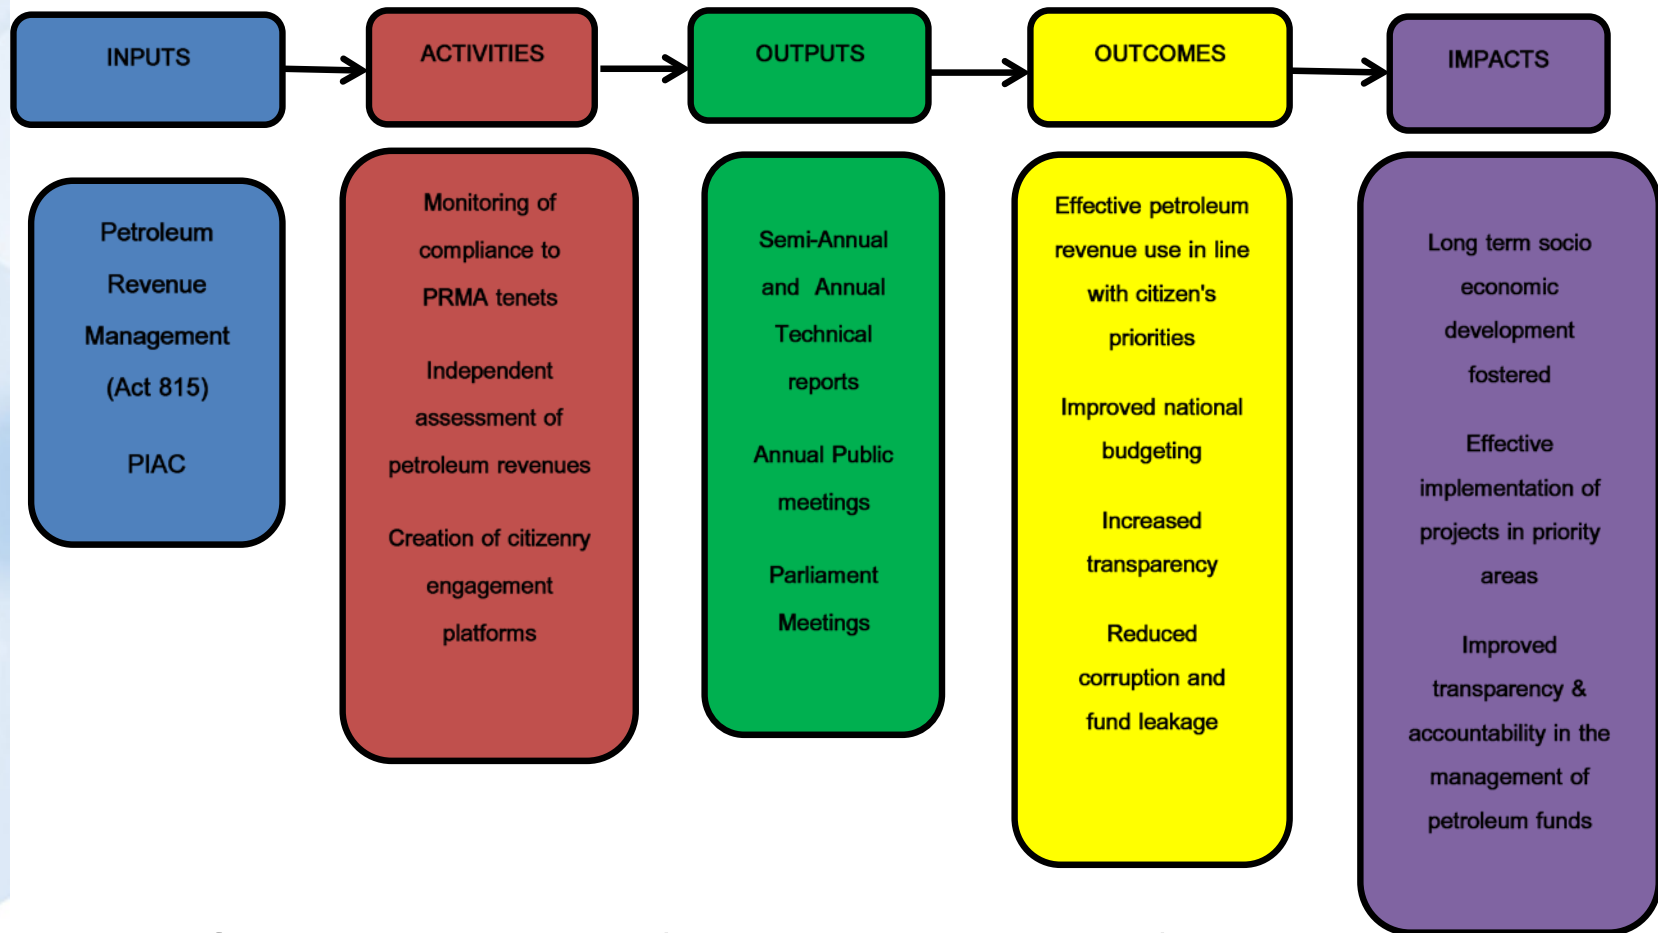 INPUTS
ACTIVITIES
OUTPUTS
OUTCOMES
IMPACTS
Petroleum
Revenue
Management
(Act 815)
PIAC
Monitoring of
compliance to
PRMA tenets
Independent
assessment of
petroleum revenues
Creation of citizenry
engagement
platforms
Semi-Annual
and Annual
Technical
reports
Annual Public
meetings
Parliament
Meetings
Effective petroleum
revenue use in line
with citizen's
priorities
Improved national
budgeting
Increased
transparency
Reduced
corruption and
fund leakage
Long term socio
economic
development
fostered
Effective
implementation of
projects in priority
areas
Improved
transparency &
accountability in the
management of
petroleum funds